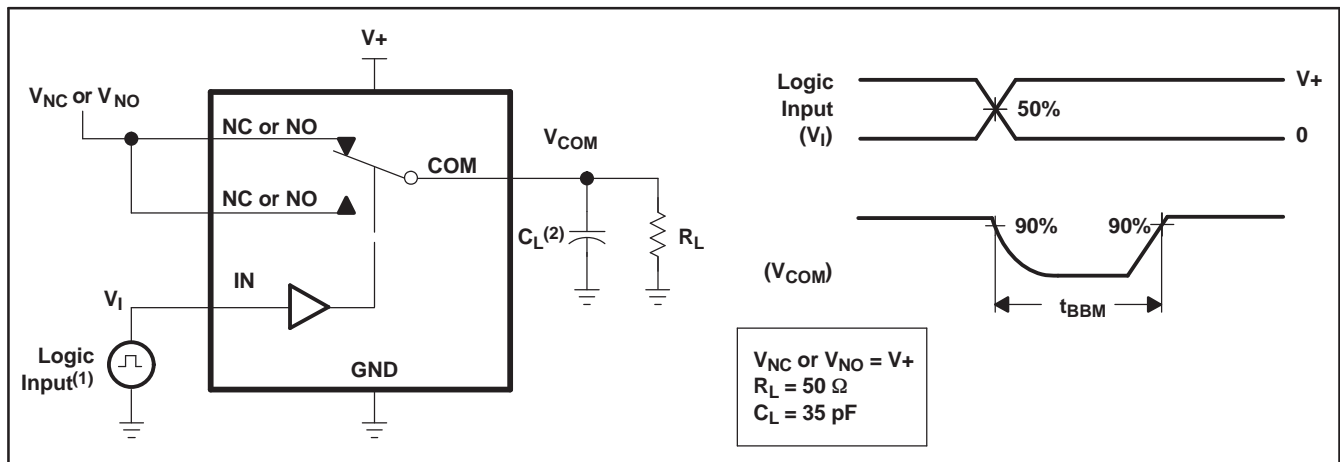 V+
VNC or VNO
NC or NO
VCOM
COM
NC or NO
CL(2)
RL
IN
VI
Logic
Input(1)
GND
Logic
Input
(VI)
V+
50%
0
90%
90%
(VCOM)
tBBM
VNC or VNO = V+
RL = 50 Ω
CL = 35 pF